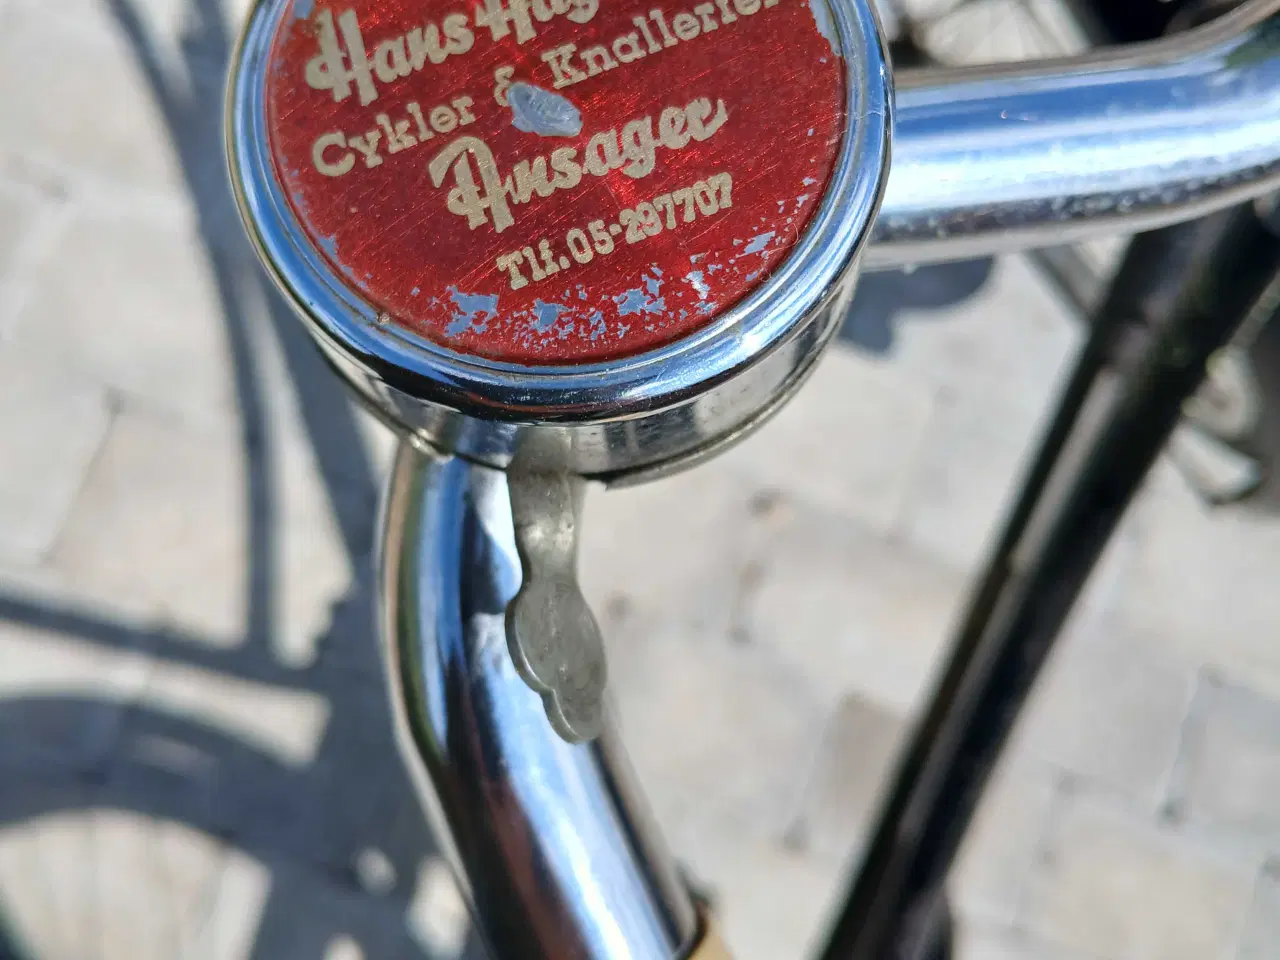 Hans
Cykler & Knallerter
Ansager
Tlf.05-297707